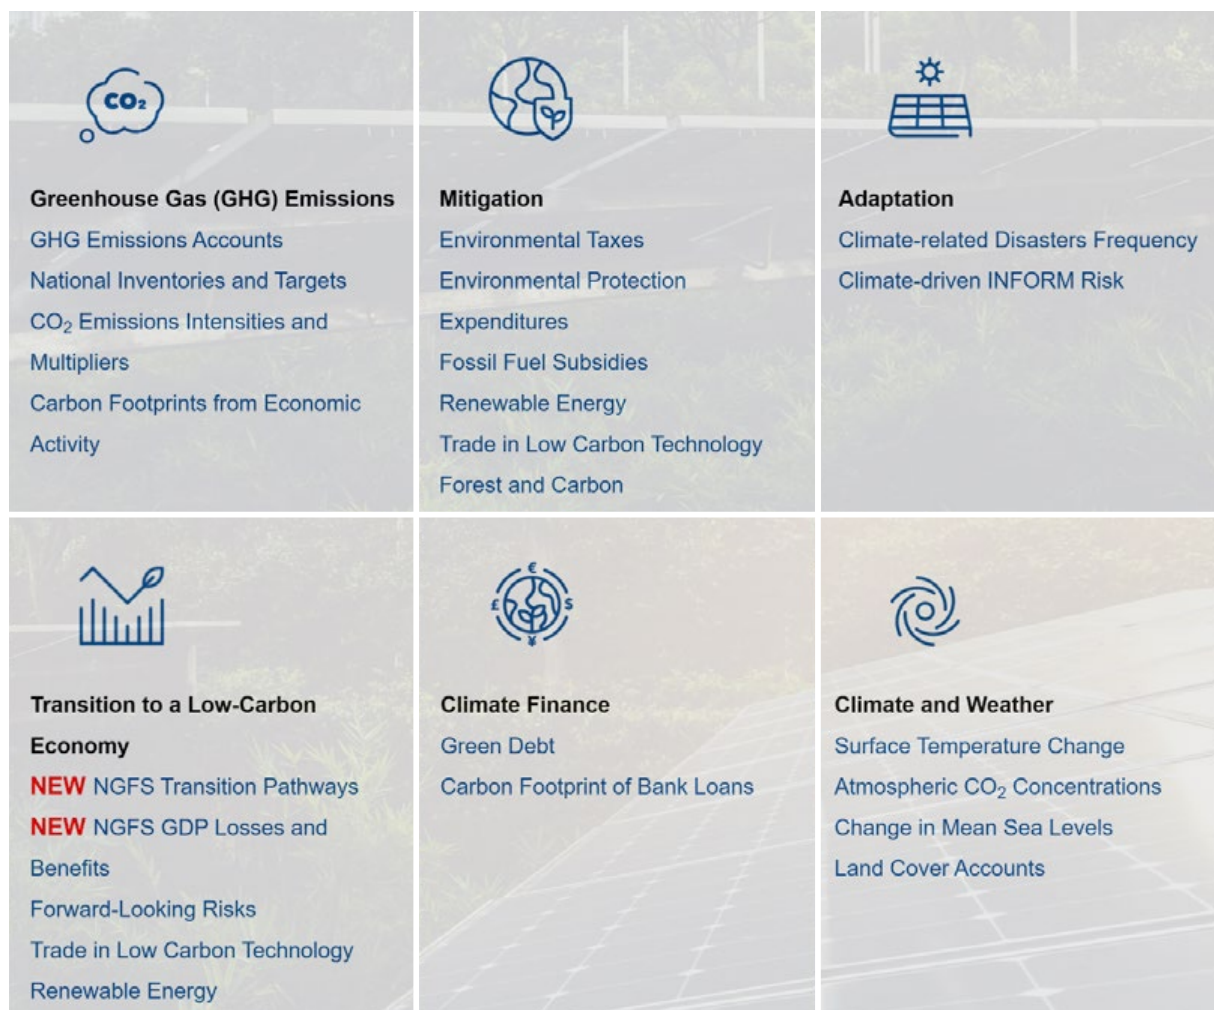 CO₂
Greenhouse Gas (GHG) Emissions
GHG Emissions Accounts
National Inventories and Targets
CO₂ Emissions Intensities and
Multipliers
Carbon Footprints from Economic
Activity
Mitigation
Environmental Taxes
Environmental Protection
Expenditures
Fossil Fuel Subsidies
Renewable Energy
Trade in Low Carbon Technology
Forest and Carbon
Adaptation
Climate-related Disasters Frequency
Climate-driven INFORM Risk
Transition to a Low-Carbon
Economy
NEW NGFS Transition Pathways
NEW NGFS GDP Losses and
Benefits
Forward-Looking Risks
Trade in Low Carbon Technology
Renewable Energy
€
£ $
¥
Climate Finance
Green Debt
Carbon Footprint of Bank Loans
Climate and Weather
Surface Temperature Change
Atmospheric CO₂ Concentrations
Change in Mean Sea Levels
Land Cover Accounts